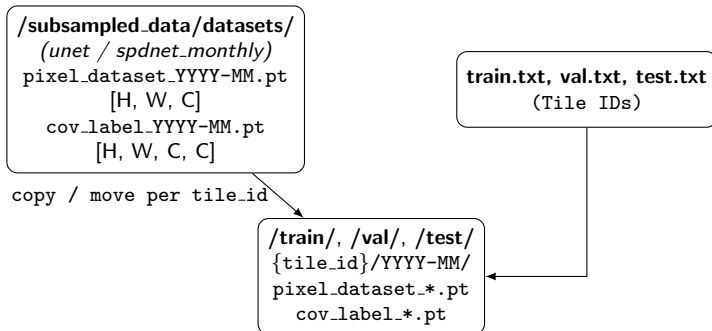 /subsampled_data/datasets/
(unet / spdnet_monthly)
pixel_dataset_YYYY-MM.pt
[H, W, C]
cov_label_YYYY-MM.pt
[H, W, C, C]
train.txt, val.txt, test.txt
(Tile IDs)
copy / move per tile_id
/train/, /val/, /test/
{tile_id}/YYYY-MM/
pixel_dataset_*.pt
cov_label_*.pt